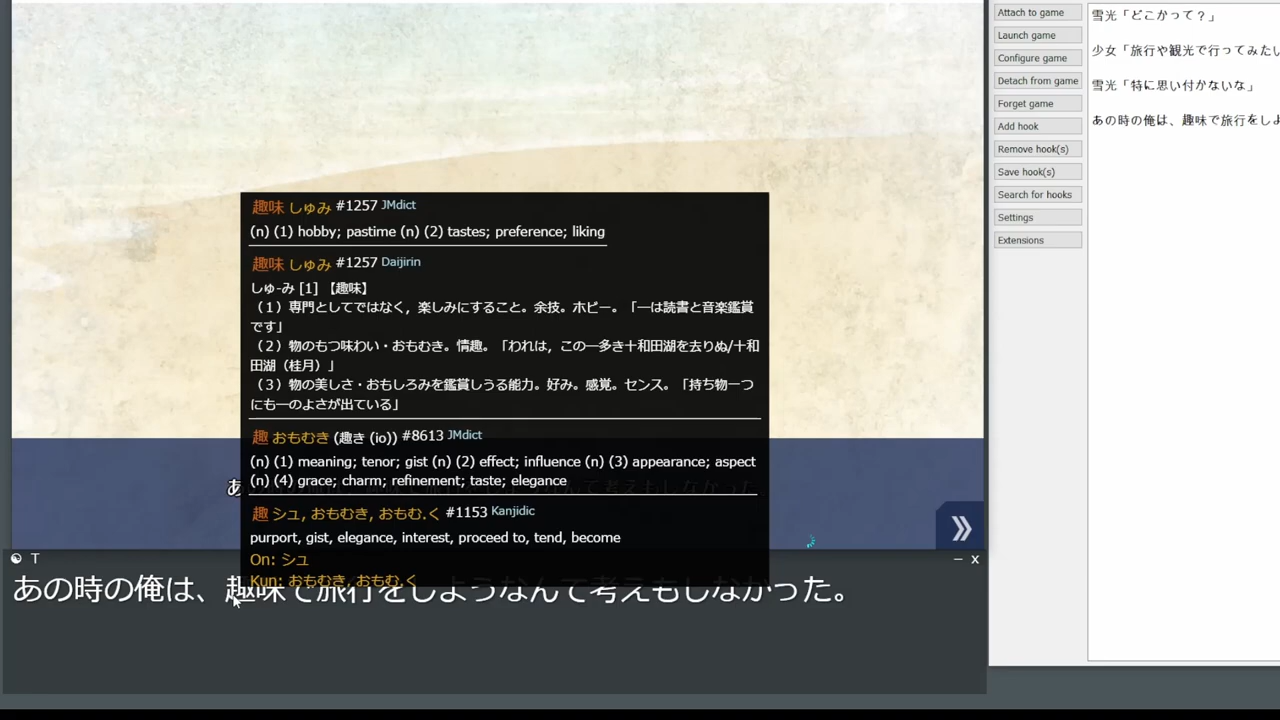 趣味 しゅみ #1257 JMdict
(n) (1) hobby; pastime (n) (2) tastes; preference; liking
趣味 しゅみ #1257 Daijirin
しゅ-み [1] 【趣味】
（1）専門としてではなく，楽しみにすること。余技。ホビー。「―は読書と音楽鑑賞
です」
（2）物のもつ味わい・おもむき。情趣。「われは，この―多き十和田湖を去りぬ/十和
田湖（桂月）」
（3）物の美しさ・おもしろみを鑑賞しうる能力。好み。感覚。センス。「持ち物一つ
にも―のよさが出ている」
趣 おもむき (趣き (io)) #8613 JMdict
(n) (1) meaning; tenor; gist (n) (2) effect; influence (n) (3) appearance; aspect
(n) (4) grace; charm; refinement; taste; elegance
趣 シュ, おもむき, おもむ.く #1153 Kanjidic
purport, gist, elegance, interest, proceed to, tend, become
On: シュ
Kun: おもむき, おもむ.く
T
– x
あの時の俺は、趣味で旅行をしようなんて考えもしなかった。
Attach to game
Launch game
Configure game
Detach from game
Forget game
Add hook
Remove hook(s)
Save hook(s)
Search for hooks
Settings
Extensions
雪光「どこかって？」
少女「旅行や観光で行ってみたい
雪光「特に思い付かないな」
あの時の俺は、趣味で旅行をしよ